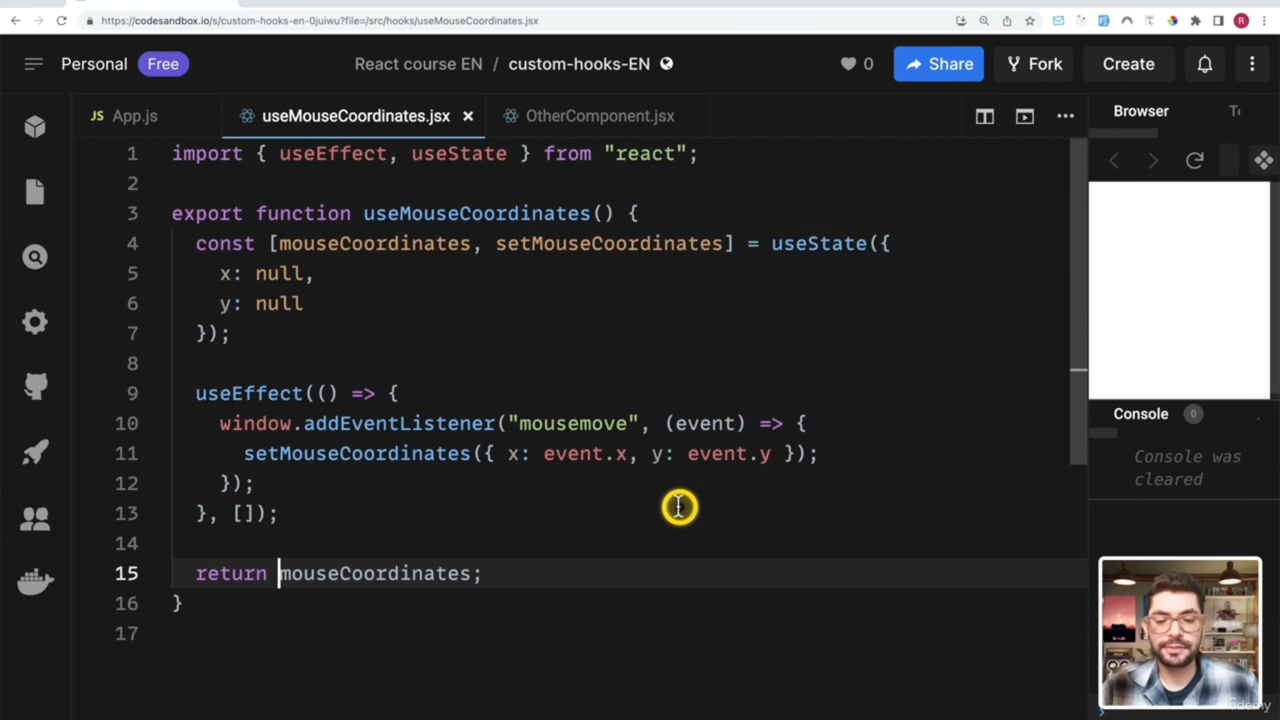 https://codesandbox.io/s/custom-hooks-en-0juiwu?file=/src/hooks/useMouseCoordinates.jsx
R
Personal Free React course EN / custom-hooks-EN 0 Share Fork Create
JS App.js useMouseCoordinates.jsx OtherComponent.jsx Browser
1 import { useEffect, useState } from "react";
2
3 export function useMouseCoordinates() {
4 const [mouseCoordinates, setMouseCoordinates] = useState({
5 x: null,
6 y: null
7 });
8
9 useEffect(() => {
10 window.addEventListener("mousemove", (event) => {
11 setMouseCoordinates({ x: event.x, y: event.y });
12 });
13 }, []);
14
15 return mouseCoordinates;
16 }
17
Console 0
Console was
cleared